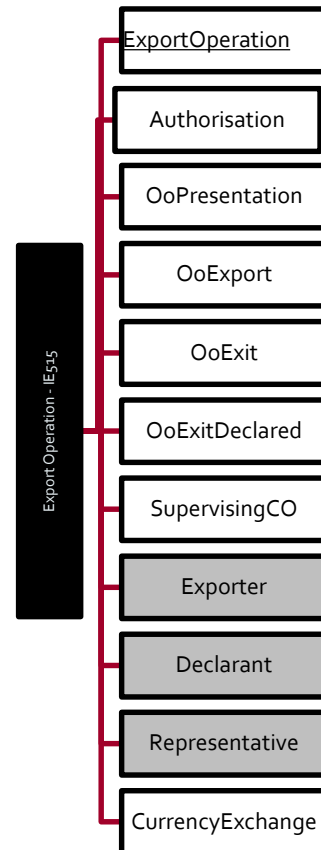 Export Operation - IE515
ExportOperation
Authorisation
OoPresentation
OoExport
OoExit
OoExitDeclared
SupervisingCO
Exporter
Declarant
Representative
CurrencyExchange